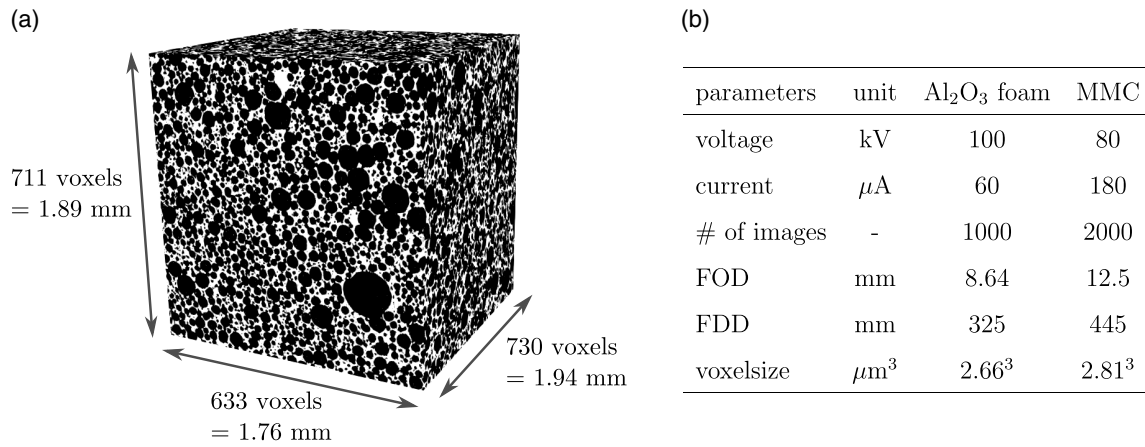 (a)
711 voxels
= 1.89 mm
633 voxels
= 1.76 mm
730 voxels
= 1.94 mm
(b)
parameters unit Al₂O₃ foam MMC
voltage kV 100 80
current μA 60 180
# of images - 1000 2000
FOD mm 8.64 12.5
FDD mm 325 445
voxelsize μm³ 2.66³ 2.81³